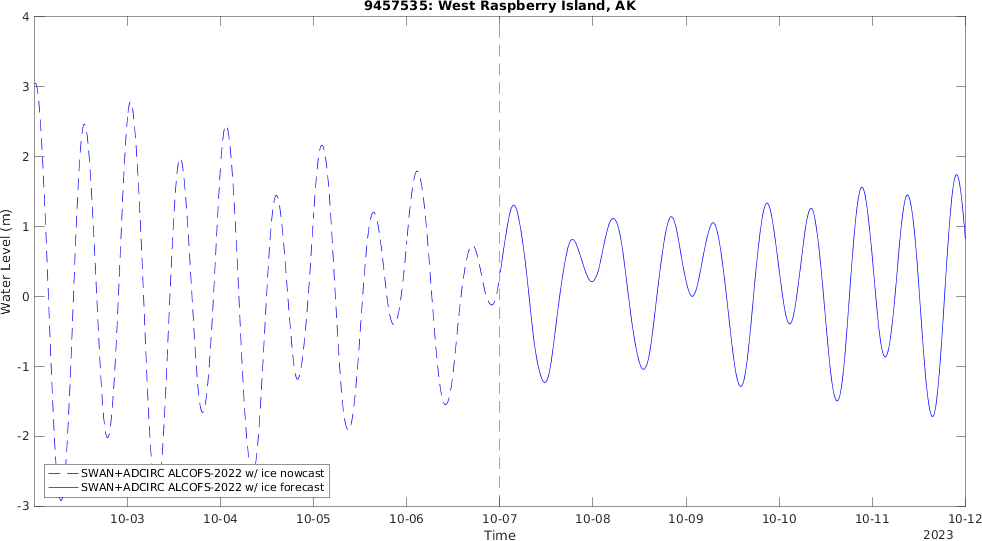 9457535: West Raspberry Island, AK
4
3
2
1
0
-1
-2
-3
Water Level (m)
SWAN+ADCIRC ALCOFS-2022 w/ ice nowcast
SWAN+ADCIRC ALCOFS-2022 w/ ice forecast
10-03 10-04 10-05 10-06 10-07 10-08 10-09 10-10 10-11 10-12
Time
2023